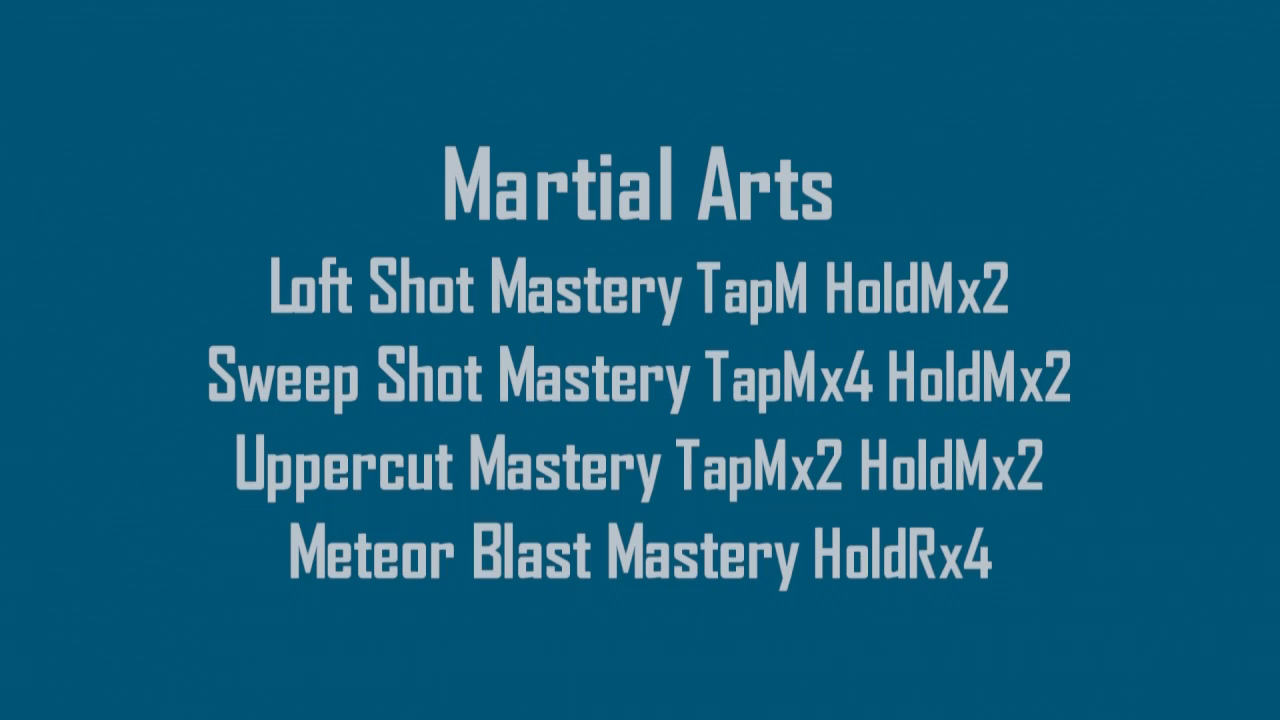 Martial Arts
Loft Shot Mastery TapM HoldMx2
Sweep Shot Mastery TapMx4 HoldMx2
Uppercut Mastery TapMx2 HoldMx2
Meteor Blast Mastery HoldRx4